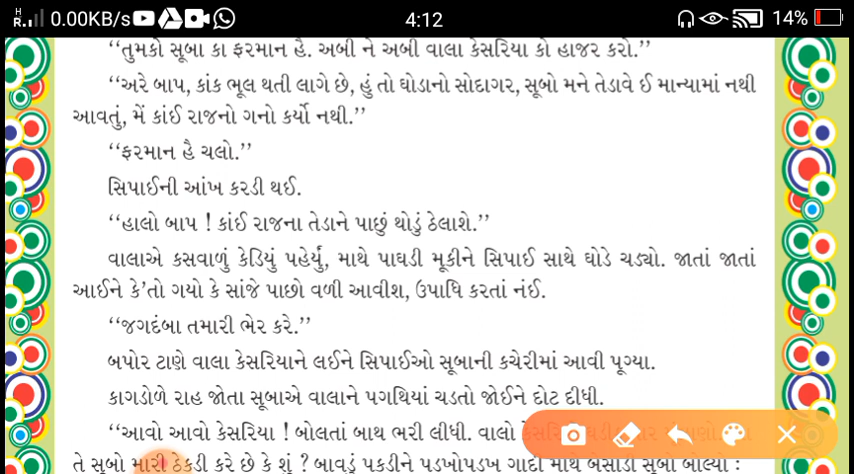 H
R.
0.00KB/s
4:12
14%
“તુમકો સૂબા કા ફરમાન હૈ. અબી ને અબી વાલા કેસરિયા કો હાજર કરો.”
“અરે બાપ, કાંક ભૂલ થતી લાગે છે, હું તો ઘોડાનો સોદાગર, સૂબો મને તેડાવે ઈ માન્યામાં નથી
આવતું, મેં કાંઈ રાજનો ગનો કર્યો નથી.”
“ફરમાન હૈ ચલો.”
સિપાઈની આંખ કરડી થઈ.
“હાલો બાપ ! કાંઈ રાજના તેડાને પાછું થોડું ઠેલાશે.”
વાલાએ કસવાળું કેડિયું પહેર્યું, માથે પાઘડી મૂકીને સિપાઈ સાથે ઘોડે ચડ્યો. જાતાં જાતાં
આઈને કે’તો ગયો કે સાંજે પાછો વળી આવીશ, ઉપાધિ કરતાં નંઈ.
“જગદંબા તમારી ભેર કરે.”
બપોર ટાણે વાલા કેસરિયાને લઈને સિપાઈઓ સૂબાની કચેરીમાં આવી પૂગ્યા.
કાગડોળે રાહ જોતા સૂબાએ વાલાને પગથિયાં ચડતો જોઈને દોટ દીધી.
“આવો આવો કેસરિયા ! બોલતાં બાથ ભરી લીધી. વાલો
તે સૂબો મારી ઠેકડી કરે છે કે શું ? બાવડું પકડીને પડખોપડખ ગાદી માથે બેસાડી સૂબો બોલ્યો :